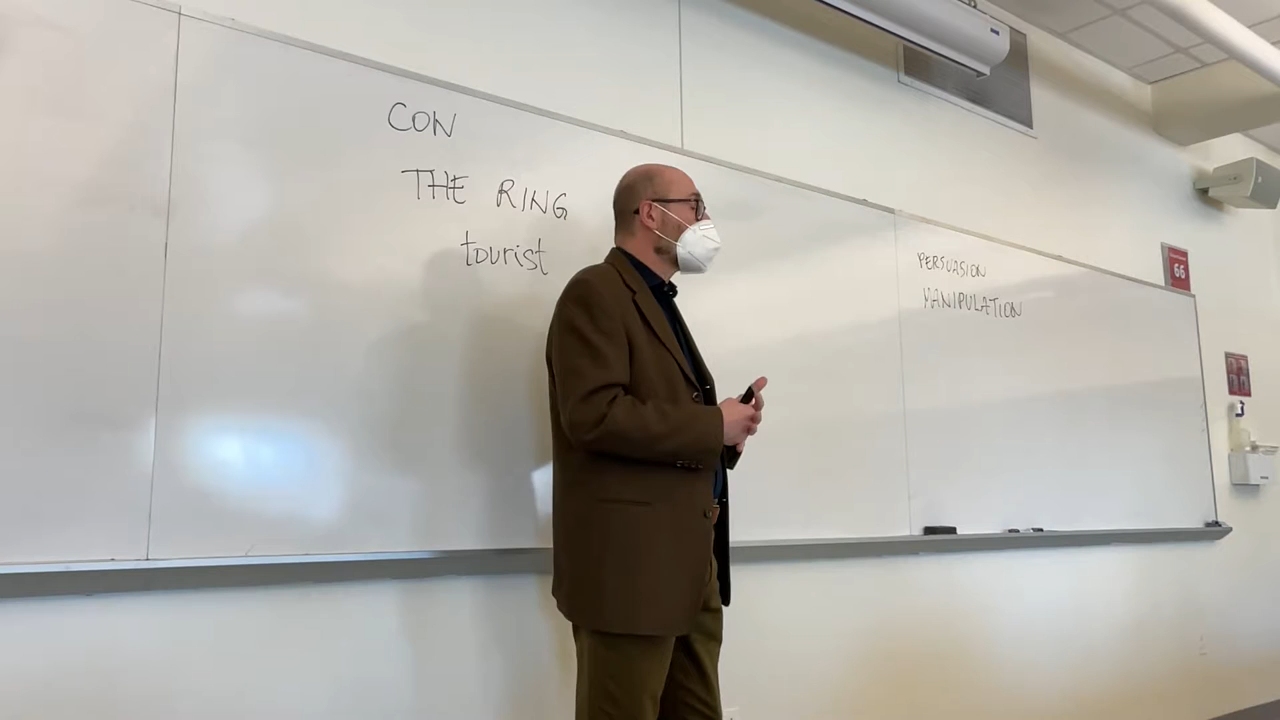 CON
THE RING
tourist
PERSUASION
MANIPULATION
66